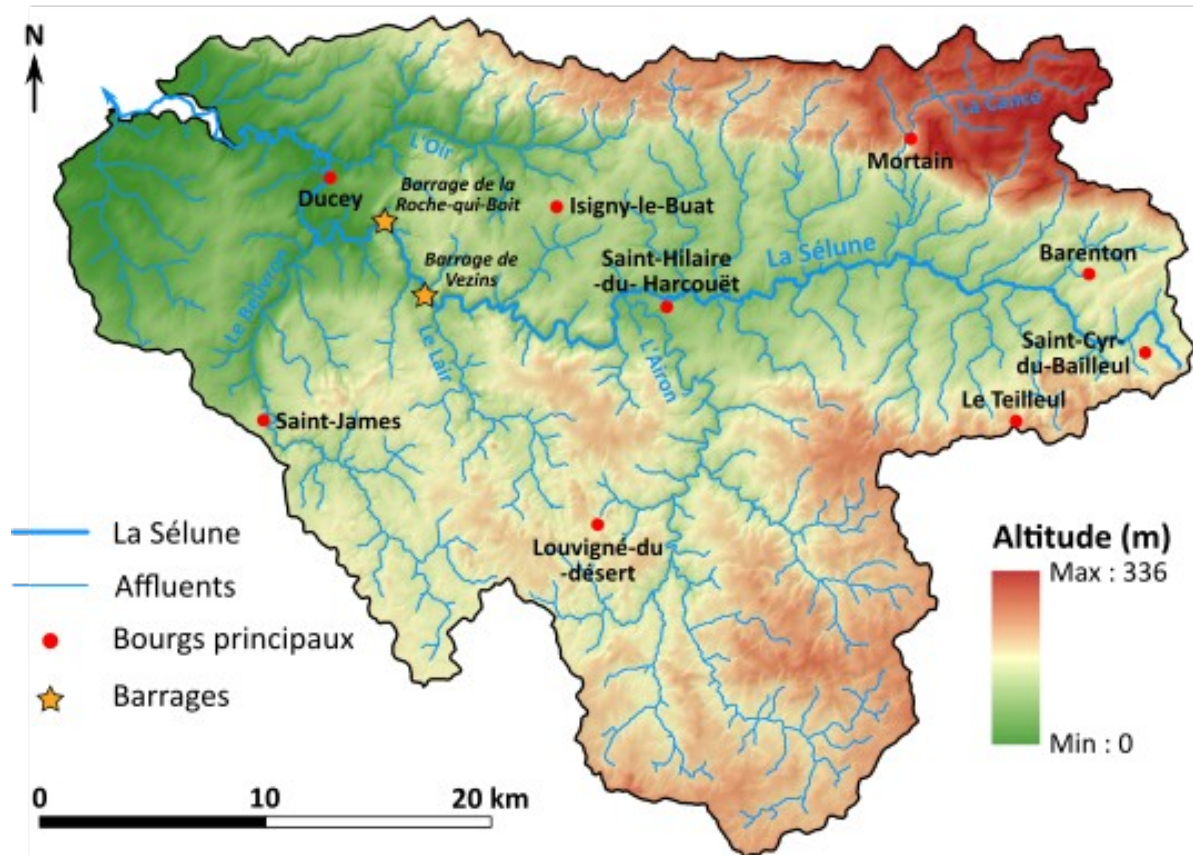 N
La Cance
L'Oir
Mortain
Ducey
Barrage de la
Roche-qui-Boit
Isigny-le-Buat
La Sélune
Barenton
Saint-Hilaire
-du- Harcouët
Barrage de
Vezins
Le Beuvron
Le Lair
L'Airon
Saint-Cyr-
du-Bailleul
Le Teilleul
Saint-James
Louvigné-du
-désert
La Sélune
Affluents
Bourgs principaux
Barrages
0 10 20 km
Altitude (m)
Max : 336
Min : 0